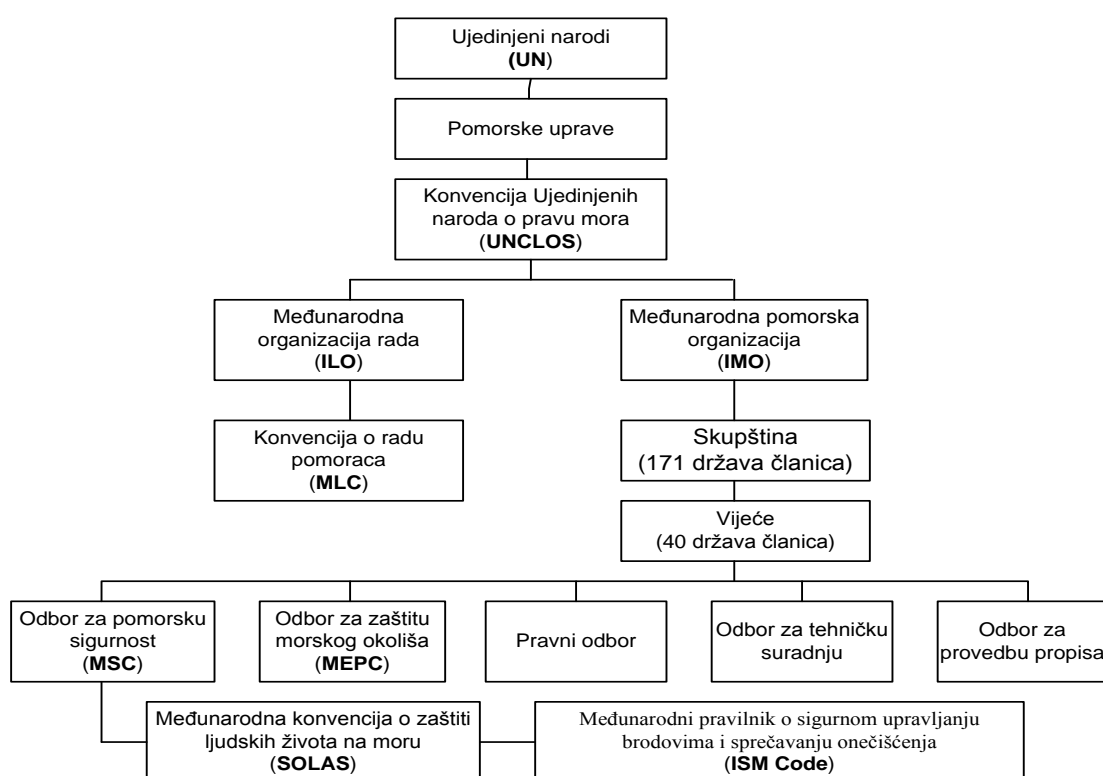 Ujedinjeni narodi
(UN)
Pomorske uprave
Konvencija Ujedinjenih
naroda o pravu mora
(UNCLOS)
Međunarodna
organizacija rada
(ILO)
Međunarodna pomorska
organizacija
(IMO)
Konvencija o radu
pomoraca
(MLC)
Skupština
(171 država članica)
Vijeće
(40 država članica)
Odbor za pomorsku
sigurnost
(MSC)
Odbor za zaštitu
morskog okoliša
(MEPC)
Pravni odbor
Odbor za tehničku
suradnju
Odbor za
provedbu propisa
Međunarodna konvencija o zaštiti
ljudskih života na moru
(SOLAS)
Međunarodni pravilnik o sigurnom upravljanju
brodovima i sprečavanju onečišćenja
(ISM Code)